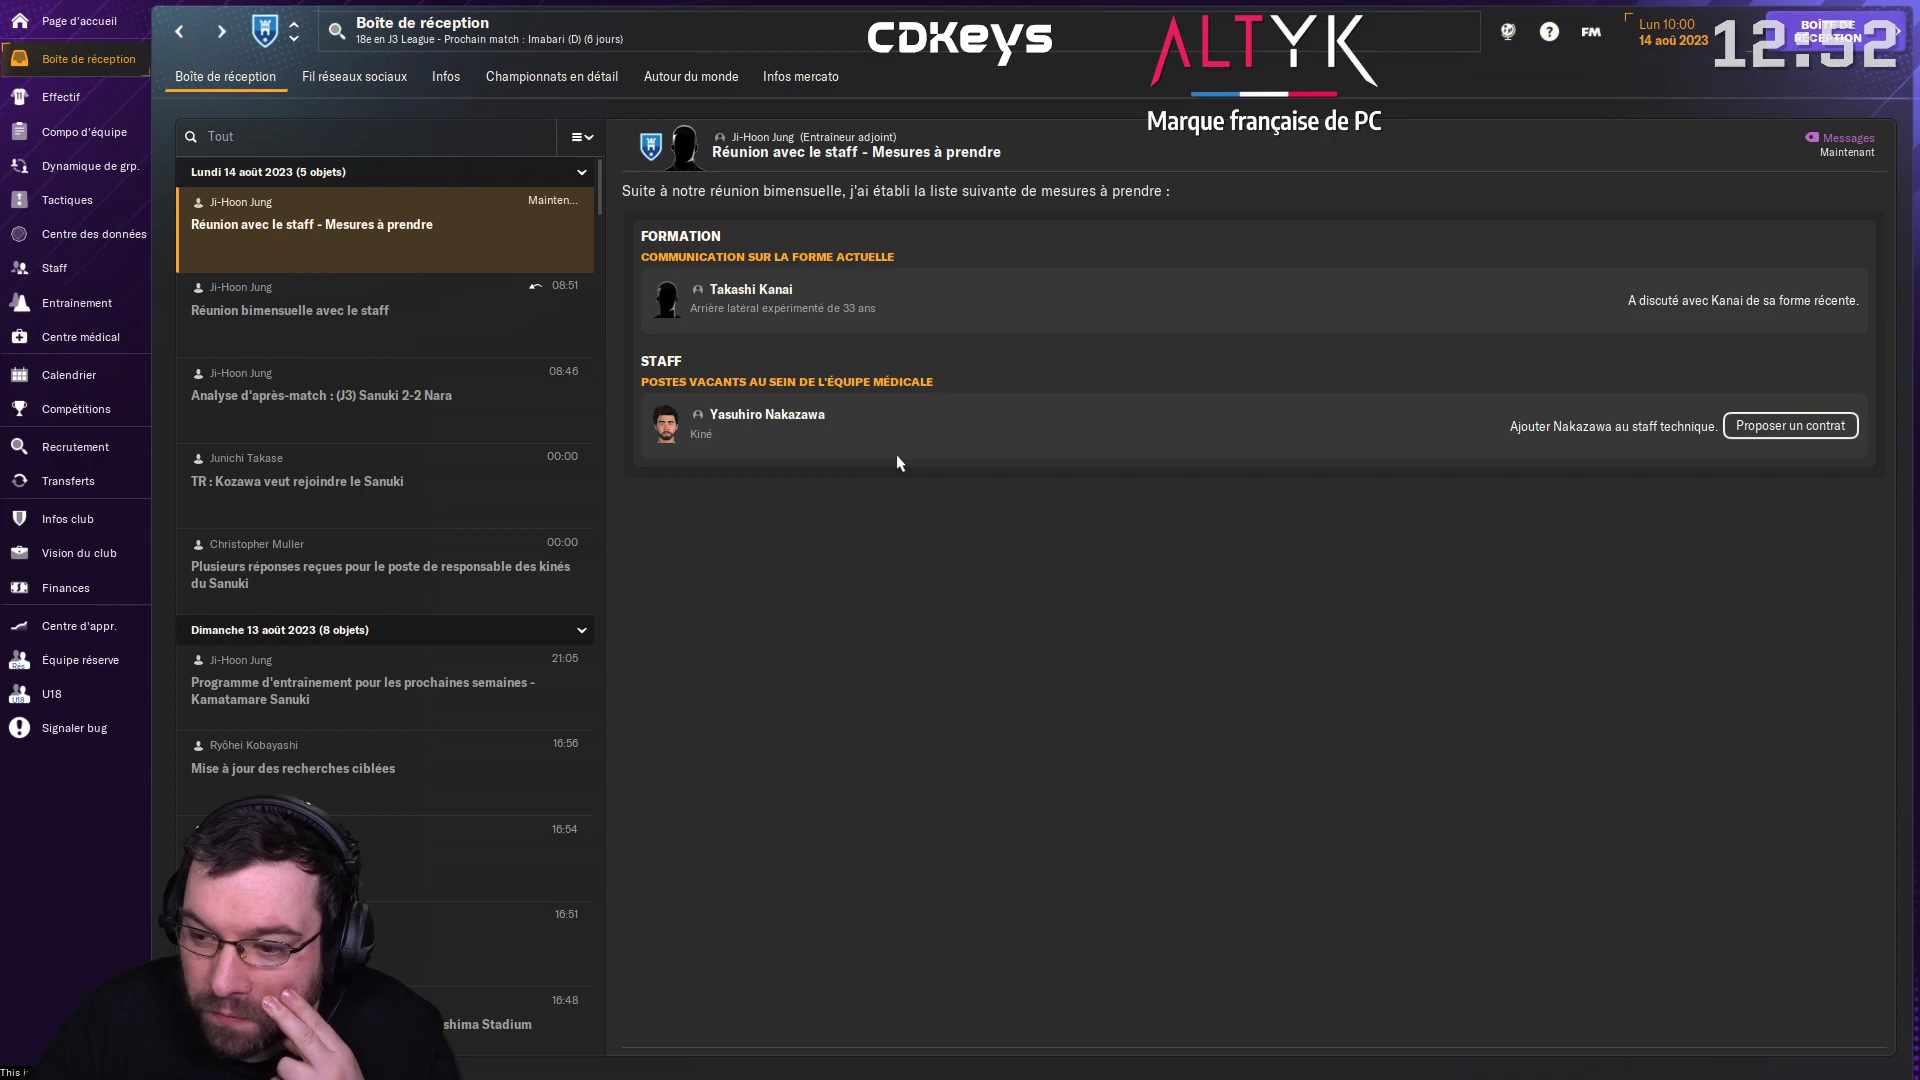 Page d'accueil
Boîte de réception
Effectif
Compo d'équipe
Dynamique de grp.
Tactiques
Centre des données
Staff
Entraînement
Centre médical
Calendrier
Compétitions
Recrutement
Transferts
Infos club
Vision du club
Finances
Centre d'appr.
Équipe réserve
U18
Signaler bug
Boîte de réception
18e en J3 League - Prochain match : Imabari (D) (6 jours)
CDKeys
ALTYK
Marque française de PC
FM
Lun 10:00
14 aoû 2023
BOÎTE DE
RÉCEPTION
12:52
Boîte de réception
Fil réseaux sociaux
Infos
Championnats en détail
Autour du monde
Infos mercato
Tout
Lundi 14 août 2023 (5 objets)
Ji-Hoon Jung
Mainten...
Réunion avec le staff - Mesures à prendre
Ji-Hoon Jung
08:51
Réunion bimensuelle avec le staff
Ji-Hoon Jung
08:46
Analyse d'après-match : (J3) Sanuki 2-2 Nara
Junichi Takase
00:00
TR : Kozawa veut rejoindre le Sanuki
Christopher Muller
00:00
Plusieurs réponses reçues pour le poste de responsable des kinés
du Sanuki
Dimanche 13 août 2023 (8 objets)
Ji-Hoon Jung
21:05
Programme d'entraînement pour les prochaines semaines -
Kamatamare Sanuki
Ryôhei Kobayashi
16:56
Mise à jour des recherches ciblées
16:54
16:51
16:48
shima Stadium
Ji-Hoon Jung (Entraîneur adjoint)
Réunion avec le staff - Mesures à prendre
Messages
Maintenant
Suite à notre réunion bimensuelle, j'ai établi la liste suivante de mesures à prendre :
FORMATION
COMMUNICATION SUR LA FORME ACTUELLE
Takashi Kanai
Arrière latéral expérimenté de 33 ans
A discuté avec Kanai de sa forme récente.
STAFF
POSTES VACANTS AU SEIN DE L'ÉQUIPE MÉDICALE
Yasuhiro Nakazawa
Kiné
Ajouter Nakazawa au staff technique.
Proposer un contrat
This